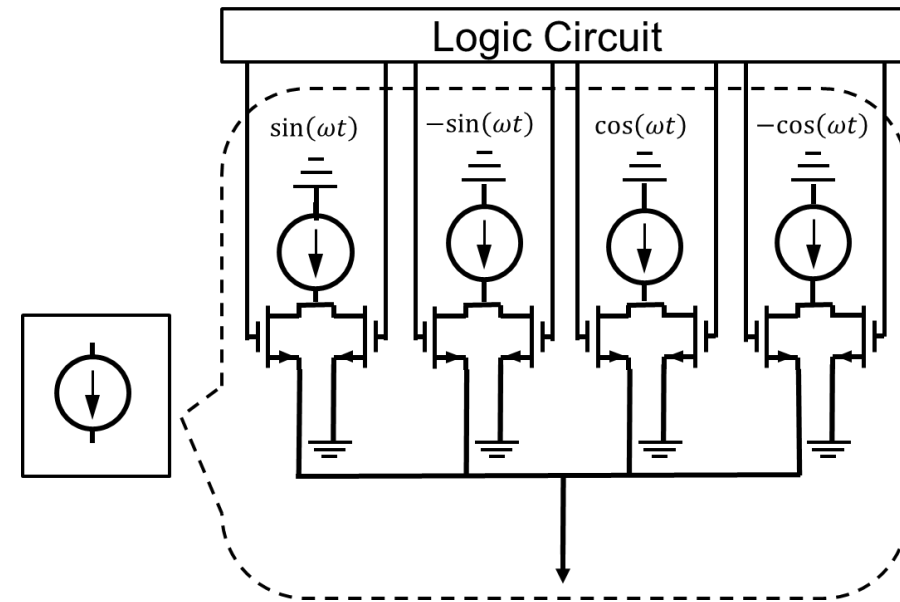 Logic Circuit
sin(ωt)
−sin(ωt)
cos(ωt)
−cos(ωt)